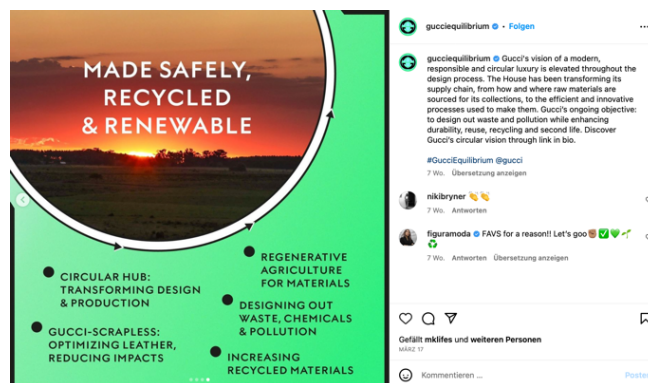 MADE SAFELY,
RECYCLED
& RENEWABLE
CIRCULAR HUB:
TRANSFORMING DESIGN
& PRODUCTION
GUCCI-SCRAPLESS:
OPTIMIZING LEATHER,
REDUCING IMPACTS
REGENERATIVE
AGRICULTURE
FOR MATERIALS
DESIGNING OUT
WASTE, CHEMICALS
& POLLUTION
INCREASING
RECYCLED MATERIALS
gucciequilibrium • Folgen
gucciequilibrium Gucci's vision of a modern,
responsible and circular luxury is elevated throughout the
design process. The House has been transforming its
supply chain, from how and where raw materials are
sourced for its collections, to the efficient and innovative
processes used to make them. Gucci's ongoing objective:
to design out waste and pollution while enhancing
durability, reuse, recycling and second life. Discover
Gucci's circular vision through link in bio.
#GucciEquilibrium @gucci
7 Wo. Übersetzung anzeigen
nikibryner 👏👏
7 Wo. Antworten
figuramoda FAVS for a reason!! Let's goo✊🏽✅💚🌱
♻️
7 Wo. Antworten Übersetzung anzeigen
Gefällt mklifes und weiteren Personen
MÄRZ 17
Kommentieren ...
Posten